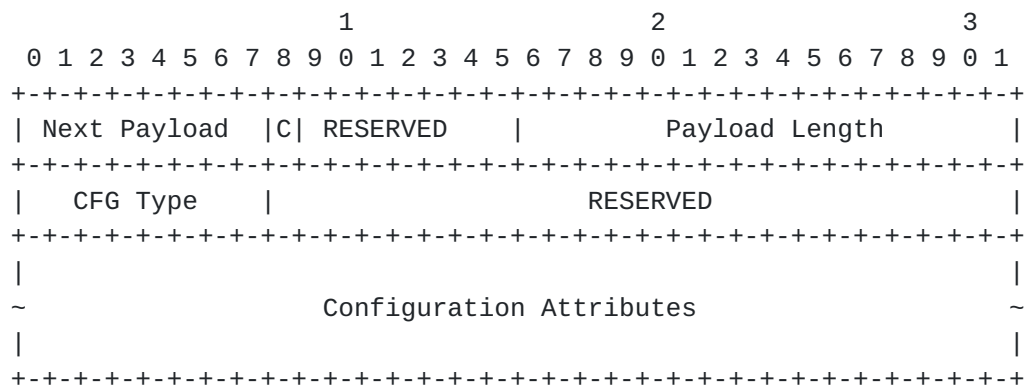 1                   2                   3
 0 1 2 3 4 5 6 7 8 9 0 1 2 3 4 5 6 7 8 9 0 1 2 3 4 5 6 7 8 9 0 1
+-+-+-+-+-+-+-+-+-+-+-+-+-+-+-+-+-+-+-+-+-+-+-+-+-+-+-+-+-+-+-+-+
| Next Payload  |C| RESERVED    |         Payload Length        |
+-+-+-+-+-+-+-+-+-+-+-+-+-+-+-+-+-+-+-+-+-+-+-+-+-+-+-+-+-+-+-+-+
|   CFG Type    |                    RESERVED                   |
+-+-+-+-+-+-+-+-+-+-+-+-+-+-+-+-+-+-+-+-+-+-+-+-+-+-+-+-+-+-+-+-+
|                                                               |
~                   Configuration Attributes                    ~
|                                                               |
+-+-+-+-+-+-+-+-+-+-+-+-+-+-+-+-+-+-+-+-+-+-+-+-+-+-+-+-+-+-+-+-+